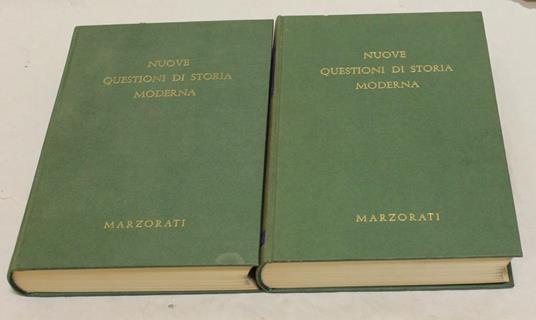 NUOVE
QUESTIONI DI STORIA
MODERNA
MARZORATI
NUOVE
QUESTIONI DI STORIA
MODERNA
MARZORATI